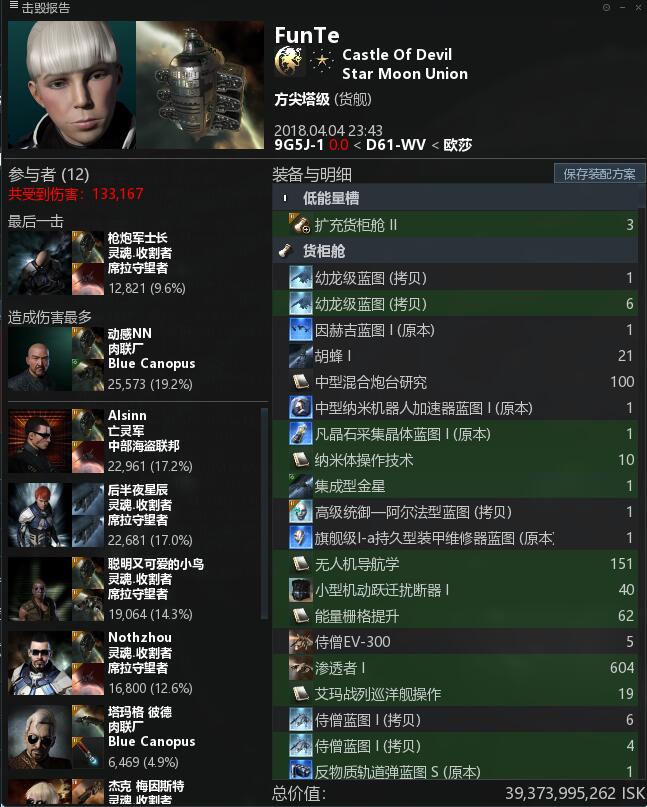 击毁报告
FunTe
Castle Of Devil
Star Moon Union
方尖塔级 (货舰)
2018.04.04 23:43
9G5J-1 0.0 < D61-WV < 欧莎
参与者 (12)
共受到伤害: 133,167
最后一击
枪炮军士长
灵魂.收割者
席拉守望者
12,821 (9.6%)
造成伤害最多
动感NN
肉联厂
Blue Canopus
25,573 (19.2%)
Alsinn
亡灵军
中部海盗联邦
22,961 (17.2%)
后半夜星辰
灵魂.收割者
席拉守望者
22,681 (17.0%)
聪明又可爱的小鸟
灵魂.收割者
席拉守望者
19,064 (14.3%)
Nothzhou
灵魂.收割者
席拉守望者
16,800 (12.6%)
塔玛格 彼德
肉联厂
Blue Canopus
6,469 (4.9%)
杰克 梅因斯特
灵魂.收割者
装备与明细
保存装配方案
低能量槽
扩充货柜舱 II 3
货柜舱
幼龙级蓝图 (拷贝) 1
幼龙级蓝图 (拷贝) 6
因赫吉蓝图 I (原本) 1
胡蜂 I 21
中型混合炮台研究 100
中型纳米机器人加速器蓝图 I (原本) 1
凡晶石采集晶体蓝图 I (原本) 1
纳米体操作技术 10
集成型金星 1
高级统御—阿尔法型蓝图 (拷贝) 1
旗舰级I-a持久型装甲维修器蓝图 (原本) 1
无人机导航学 151
小型机动跃迁扰断器 I 40
能量栅格提升 62
侍僧EV-300 5
渗透者 I 604
艾玛战列巡洋舰操作 19
侍僧蓝图 I (拷贝) 6
侍僧蓝图 I (拷贝) 4
反物质轨道弹蓝图 S (原本) 1
总价值: 39,373,995,262 ISK